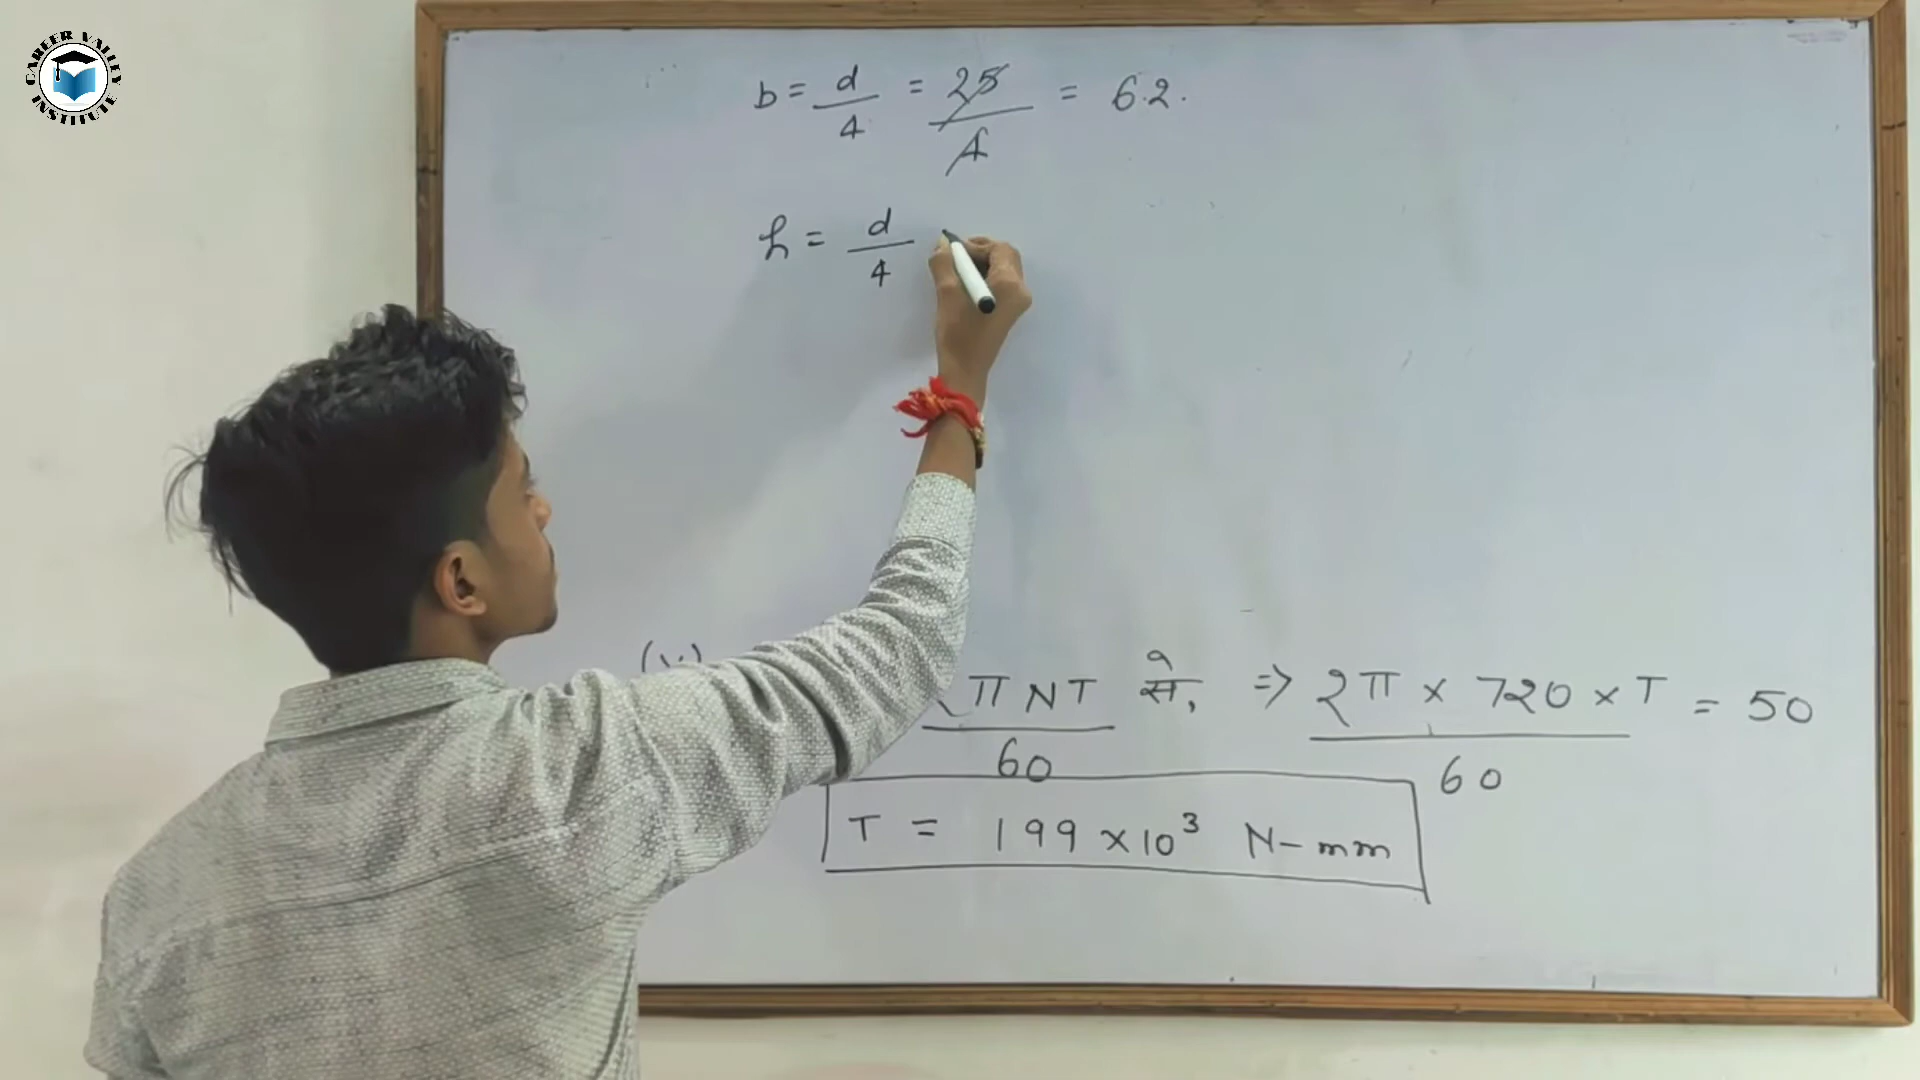 CAREER VALLEY
INSTITUTE
b = d/4 = 25/4 = 6.2.
h = d/4
πNT/60 से, => 2π × 720 × T/60 = 50
T = 199 × 10³ N-mm